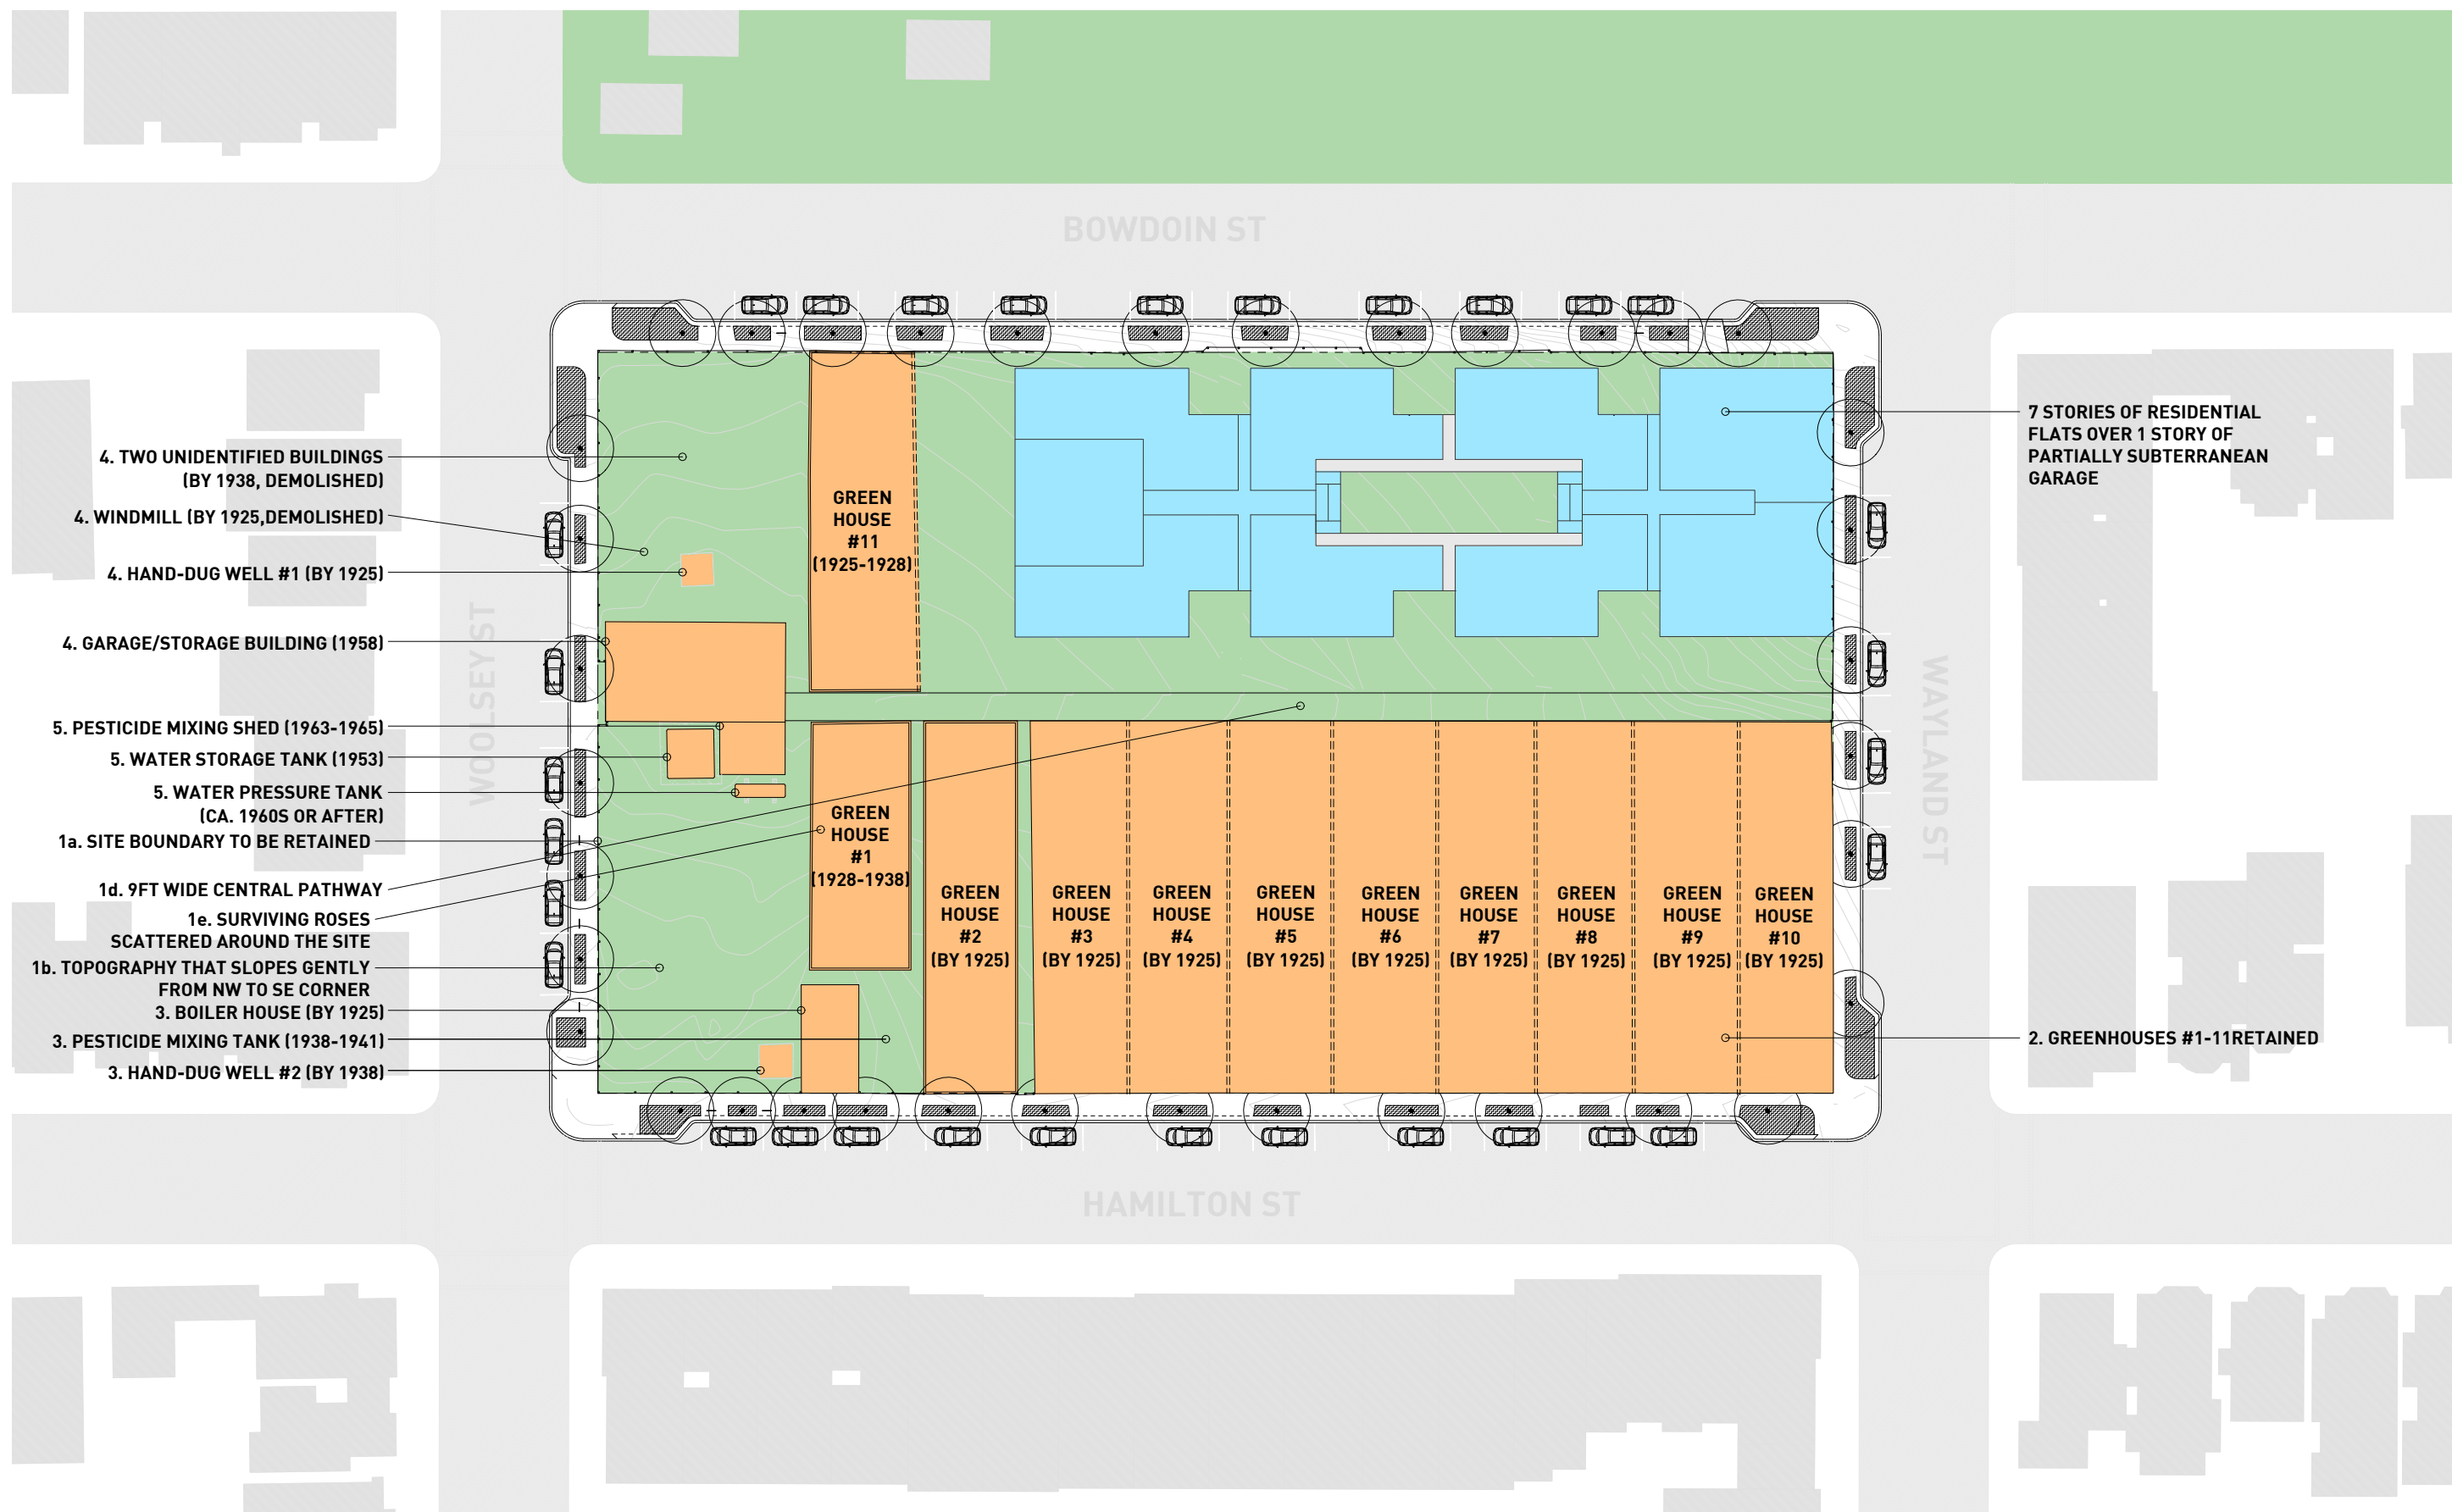 BOWDOIN ST
4. TWO UNIDENTIFIED BUILDINGS
(BY 1938, DEMOLISHED)
4. WINDMILL (BY 1925,DEMOLISHED)
4. HAND-DUG WELL #1 (BY 1925)
4. GARAGE/STORAGE BUILDING (1958)
5. PESTICIDE MIXING SHED (1963-1965)
5. WATER STORAGE TANK (1953)
5. WATER PRESSURE TANK
(CA. 1960S OR AFTER)
1a. SITE BOUNDARY TO BE RETAINED
1d. 9FT WIDE CENTRAL PATHWAY
1e. SURVIVING ROSES
SCATTERED AROUND THE SITE
1b. TOPOGRAPHY THAT SLOPES GENTLY
FROM NW TO SE CORNER
3. BOILER HOUSE (BY 1925)
3. PESTICIDE MIXING TANK (1938-1941)
3. HAND-DUG WELL #2 (BY 1938)
WOOLSEY ST
GREEN
HOUSE
#11
(1925-1928)
GREEN
HOUSE
#1
(1928-1938)
GREEN
HOUSE
#2
(BY 1925)
GREEN
HOUSE
#3
(BY 1925)
GREEN
HOUSE
#4
(BY 1925)
GREEN
HOUSE
#5
(BY 1925)
GREEN
HOUSE
#6
(BY 1925)
GREEN
HOUSE
#7
(BY 1925)
GREEN
HOUSE
#8
(BY 1925)
GREEN
HOUSE
#9
(BY 1925)
GREEN
HOUSE
#10
(BY 1925)
WAYLAND ST
7 STORIES OF RESIDENTIAL
FLATS OVER 1 STORY OF
PARTIALLY SUBTERRANEAN
GARAGE
2. GREENHOUSES #1-11RETAINED
HAMILTON ST